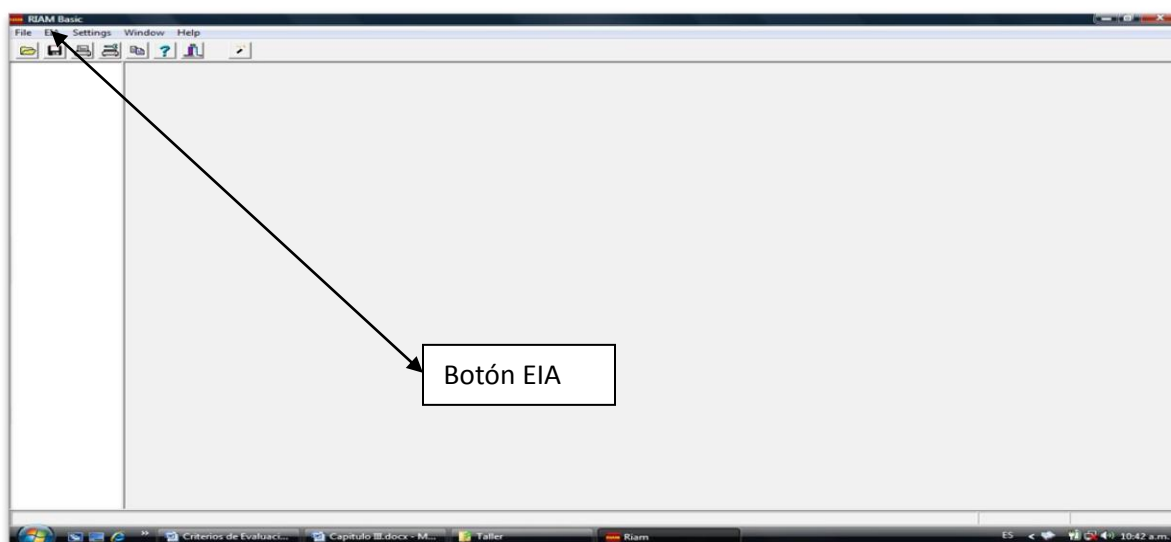 RIAM Basic
File EIA Settings Window Help
Botón EIA
Criterios de Evaluaci... Capitulo III.docx - M... Taller Riam ES 10:42 a.m.